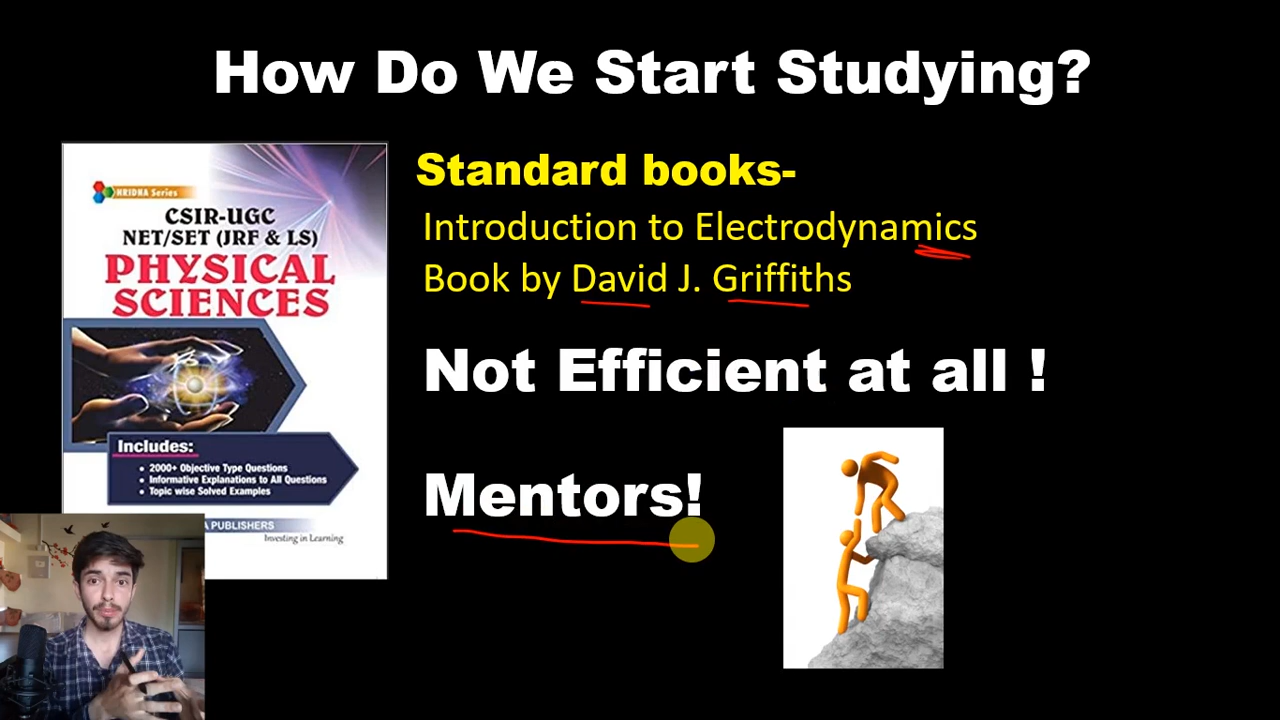 How Do We Start Studying?
HRIDHA Series
CSIR-UGC
NET/SET (JRF & LS)
PHYSICAL
SCIENCES
Includes:
• 2000+ Objective Type Questions
• Informative Explanations to All Questions
• Topic wise Solved Examples
A PUBLISHERS
Investing in Learning
Standard books-
Introduction to Electrodynamics
Book by David J. Griffiths
Not Efficient at all !
Mentors!